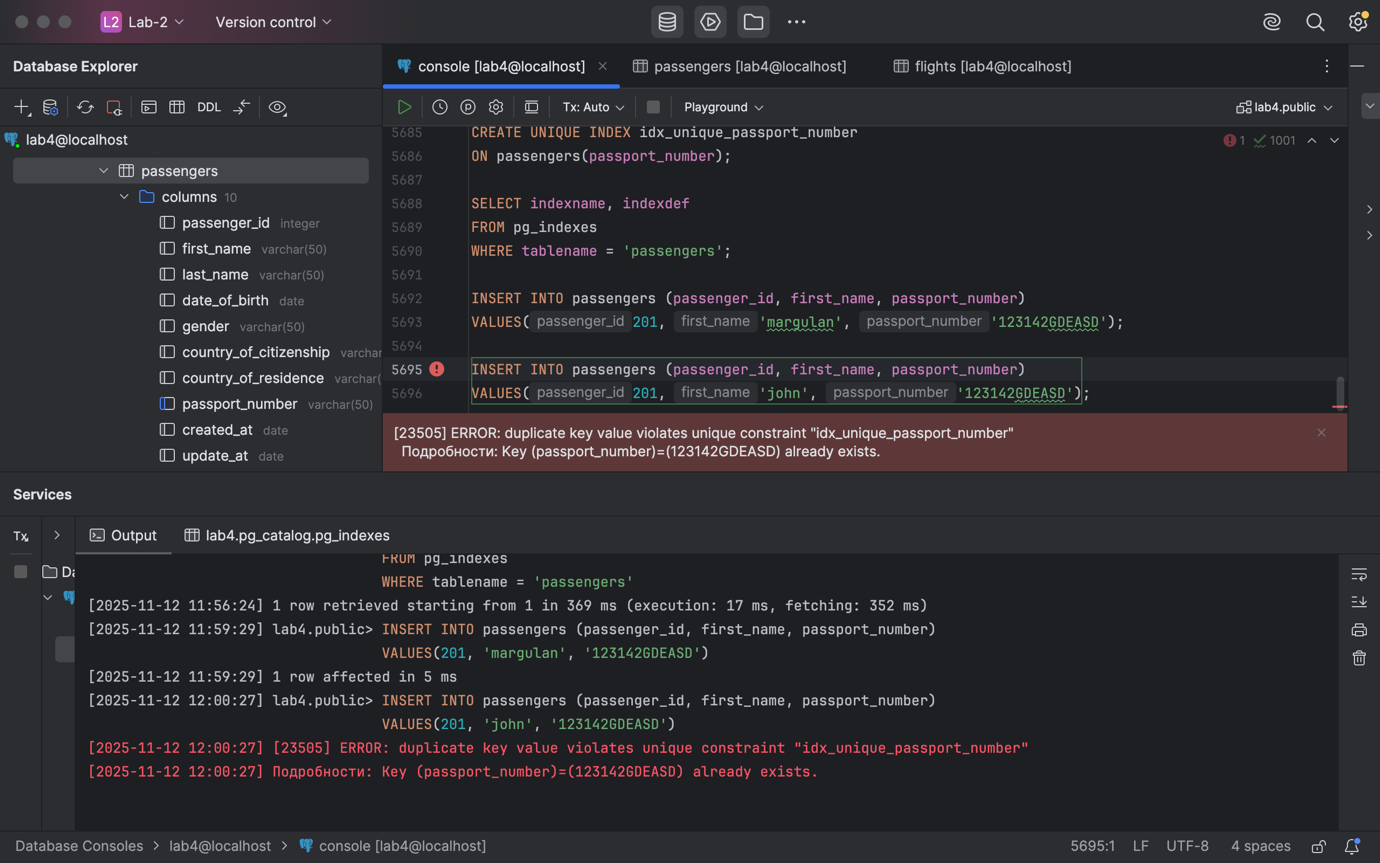 L2 Lab-2 Version control
Database Explorer
console [lab4@localhost] passengers [lab4@localhost] flights [lab4@localhost]
DDL
Tx: Auto Playground lab4.public
lab4@localhost
passengers
columns 10
passenger_id integer
first_name varchar(50)
last_name varchar(50)
date_of_birth date
gender varchar(50)
country_of_citizenship varchar
country_of_residence varchar(
passport_number varchar(50)
created_at date
update_at date
1 1001
5685 CREATE UNIQUE INDEX idx_unique_passport_number
5686 ON passengers(passport_number);
5687
5688 SELECT indexname, indexdef
5689 FROM pg_indexes
5690 WHERE tablename = 'passengers';
5691
5692 INSERT INTO passengers (passenger_id, first_name, passport_number)
5693 VALUES( passenger_id 201, first_name 'margulan', passport_number '123142GDEASD');
5694
5695 INSERT INTO passengers (passenger_id, first_name, passport_number)
5696 VALUES( passenger_id 201, first_name 'john', passport_number '123142GDEASD');
[23505] ERROR: duplicate key value violates unique constraint "idx_unique_passport_number"
Подробности: Key (passport_number)=(123142GDEASD) already exists.
Services
Tx
Da
Output lab4.pg_catalog.pg_indexes
FROM pg_indexes
WHERE tablename = 'passengers'
[2025-11-12 11:56:24] 1 row retrieved starting from 1 in 369 ms (execution: 17 ms, fetching: 352 ms)
[2025-11-12 11:59:29] lab4.public> INSERT INTO passengers (passenger_id, first_name, passport_number)
VALUES(201, 'margulan', '123142GDEASD')
[2025-11-12 11:59:29] 1 row affected in 5 ms
[2025-11-12 12:00:27] lab4.public> INSERT INTO passengers (passenger_id, first_name, passport_number)
VALUES(201, 'john', '123142GDEASD')
[2025-11-12 12:00:27] [23505] ERROR: duplicate key value violates unique constraint "idx_unique_passport_number"
[2025-11-12 12:00:27] Подробности: Key (passport_number)=(123142GDEASD) already exists.
Database Consoles > lab4@localhost > console [lab4@localhost] 5695:1 LF UTF-8 4 spaces